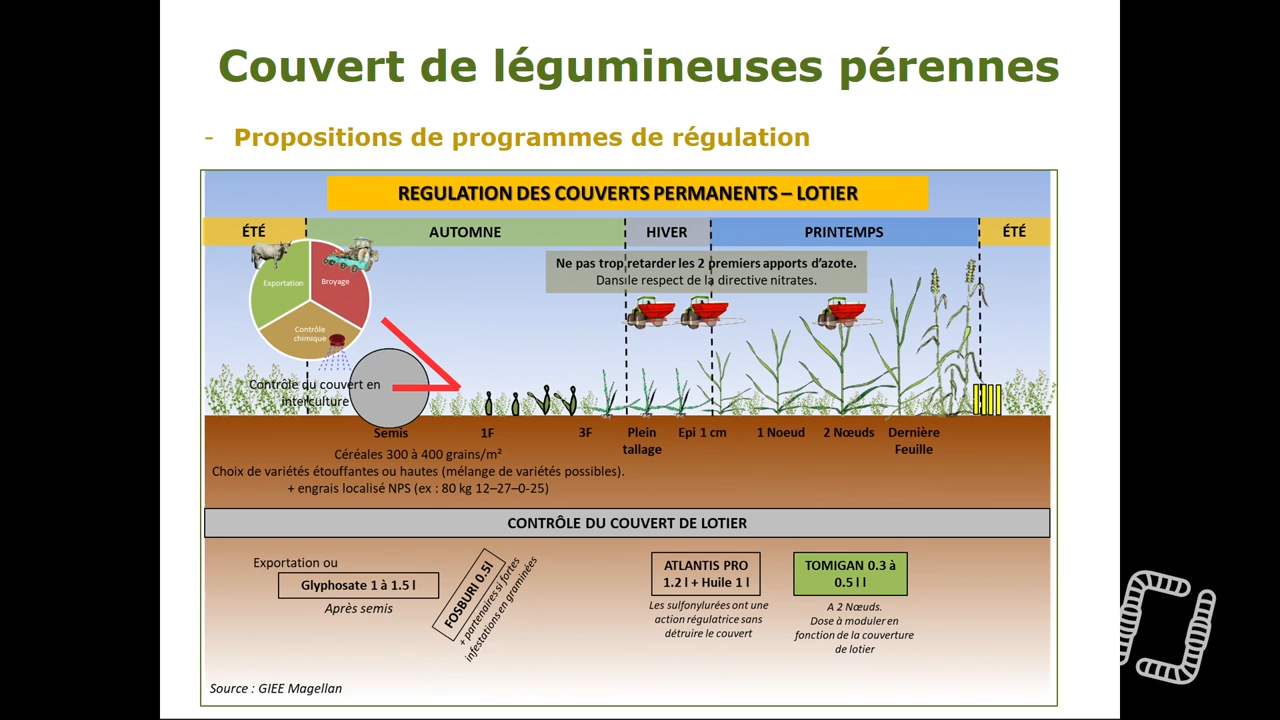 Couvert de légumineuses pérennes
- Propositions de programmes de régulation
REGULATION DES COUVERTS PERMANENTS – LOTIER
ÉTÉ
AUTOMNE
HIVER
PRINTEMPS
ÉTÉ
Ne pas trop retarder les 2 premiers apports d’azote.
Dans le respect de la directive nitrates.
Exportation
Broyage
Contrôle
chimique
Contrôle du couvert en
interculture
Semis
1F
3F
Plein
tallage
Epi 1 cm
1 Noeud
2 Nœuds
Dernière
Feuille
Céréales 300 à 400 grains/m²
Choix de variétés étouffantes ou hautes (mélange de variétés possibles).
+ engrais localisé NPS (ex : 80 kg 12–27–0-25)
CONTRÔLE DU COUVERT DE LOTIER
Exportation ou
Glyphosate 1 à 1.5 l
Après semis
FOSBURI 0.5l
+ partenaires si fortes
infestations en graminées
ATLANTIS PRO
1.2 l + Huile 1 l
Les sulfonylurées ont une
action régulatrice sans
détruire le couvert
TOMIGAN 0.3 à
0.5 l l
A 2 Nœuds.
Dose à moduler en
fonction de la couverture
de lotier
Source : GIEE Magellan